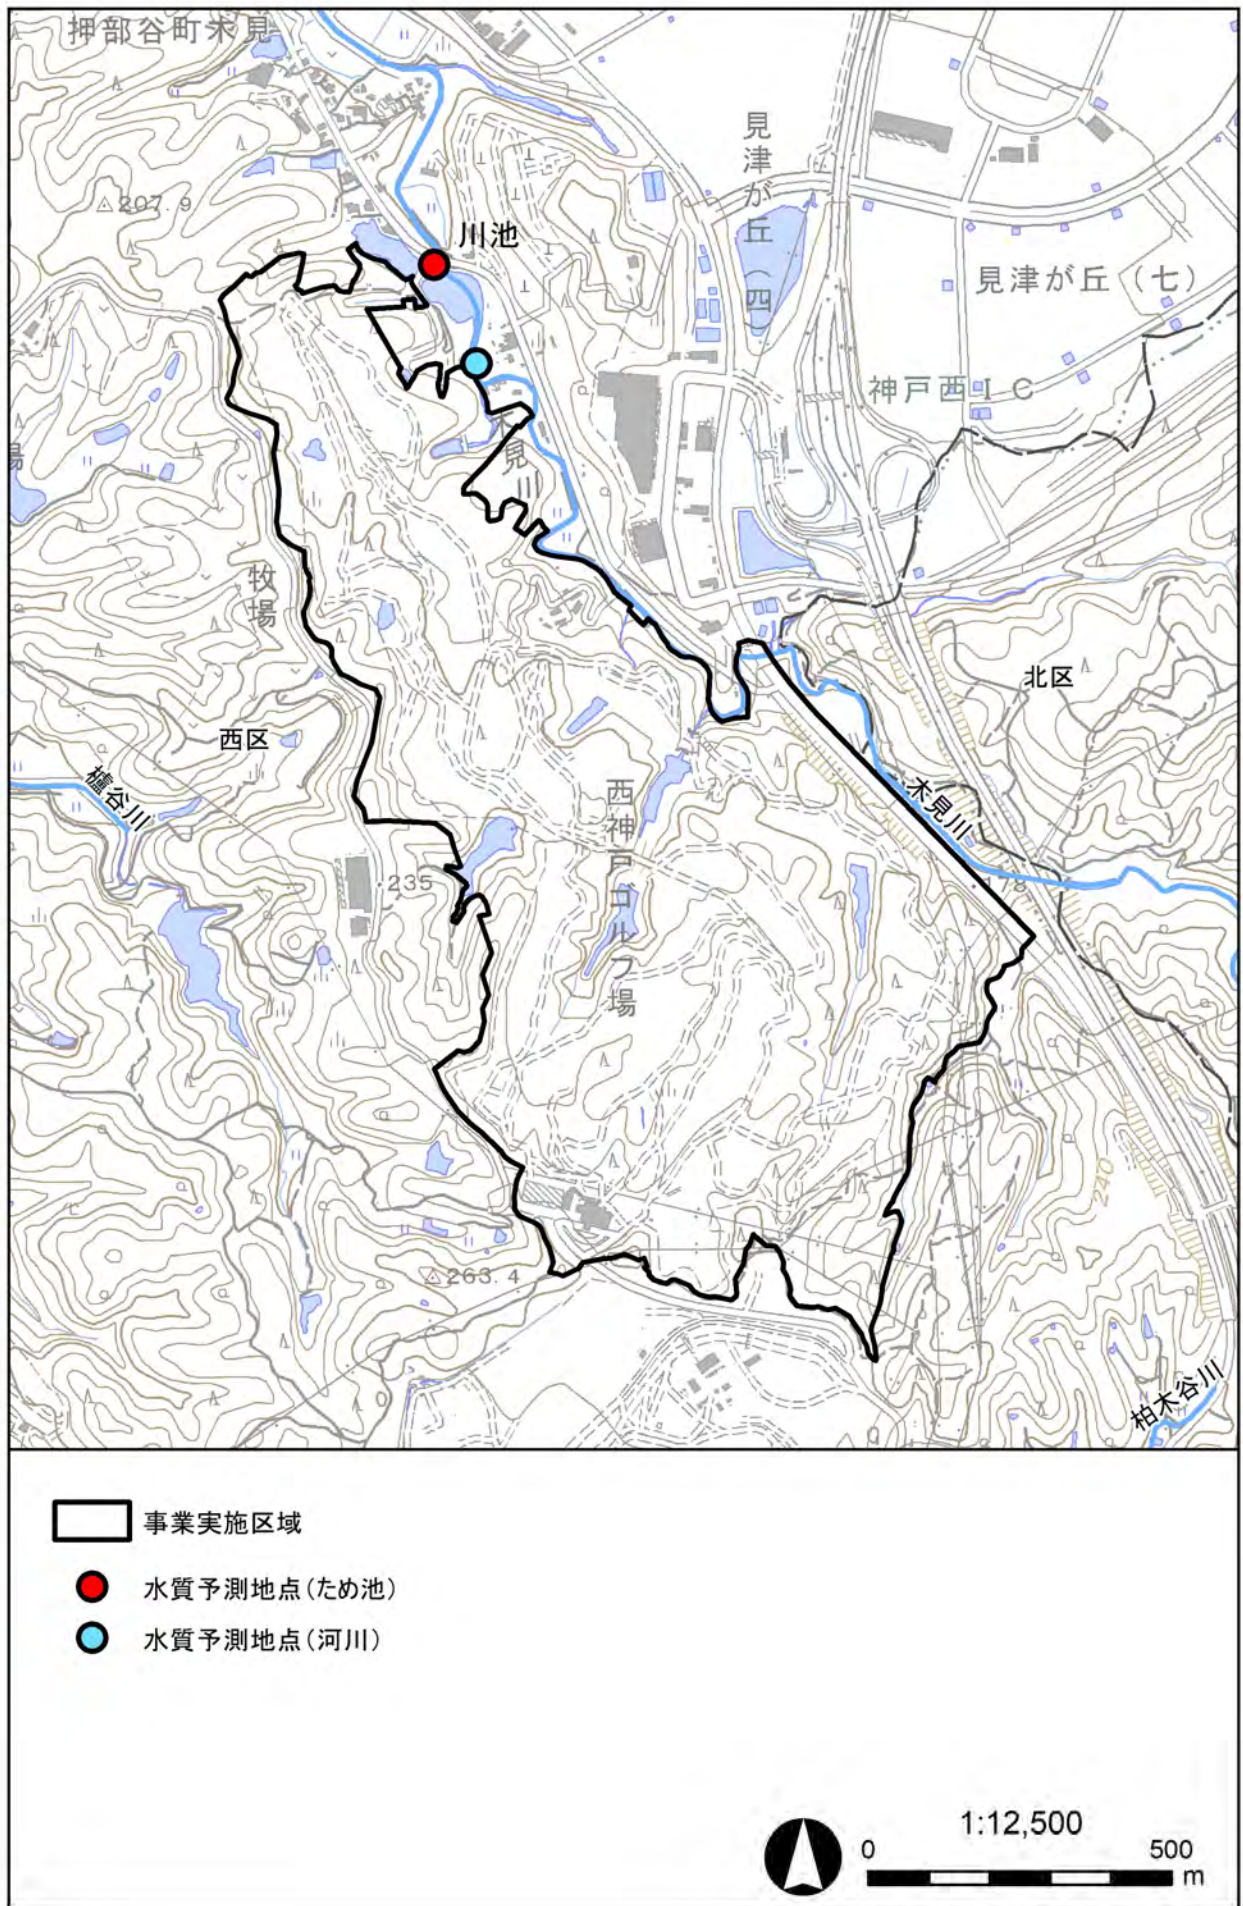 押部谷町木見
見津が丘(四)
△207.9
川池
見津が丘(七)
神戸西IC
木見川
牧場
北区
西区
櫨谷川
西神戸ゴルフ場
木見川
・235
・178
240
△263.4
柏木谷川
事業実施区域
水質予測地点(ため池)
水質予測地点(河川)
1:12,500
0 500
m